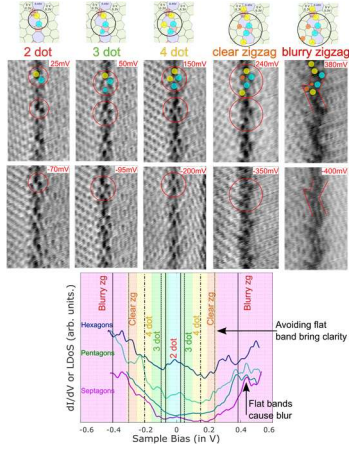 2 dot
3 dot
4 dot
clear zigzag
blurry zigzag
25mV
50mV
150mV
240mV
380mV
-70mV
-95mV
-200mV
-350mV
-400mV
Blurry zg
Clear zg
4 dot
3 dot
2 dot
3 dot
4 dot
Clear zg
Blurry zg
Hexagons
Pentagons
Septagons
Avoiding flat
band bring clarity
Flat bands
cause blur
dI/dV or LDoS (arb. units.)
-0.6 -0.4 -0.2 0 0.2 0.4 0.6
Sample Bias (in V)